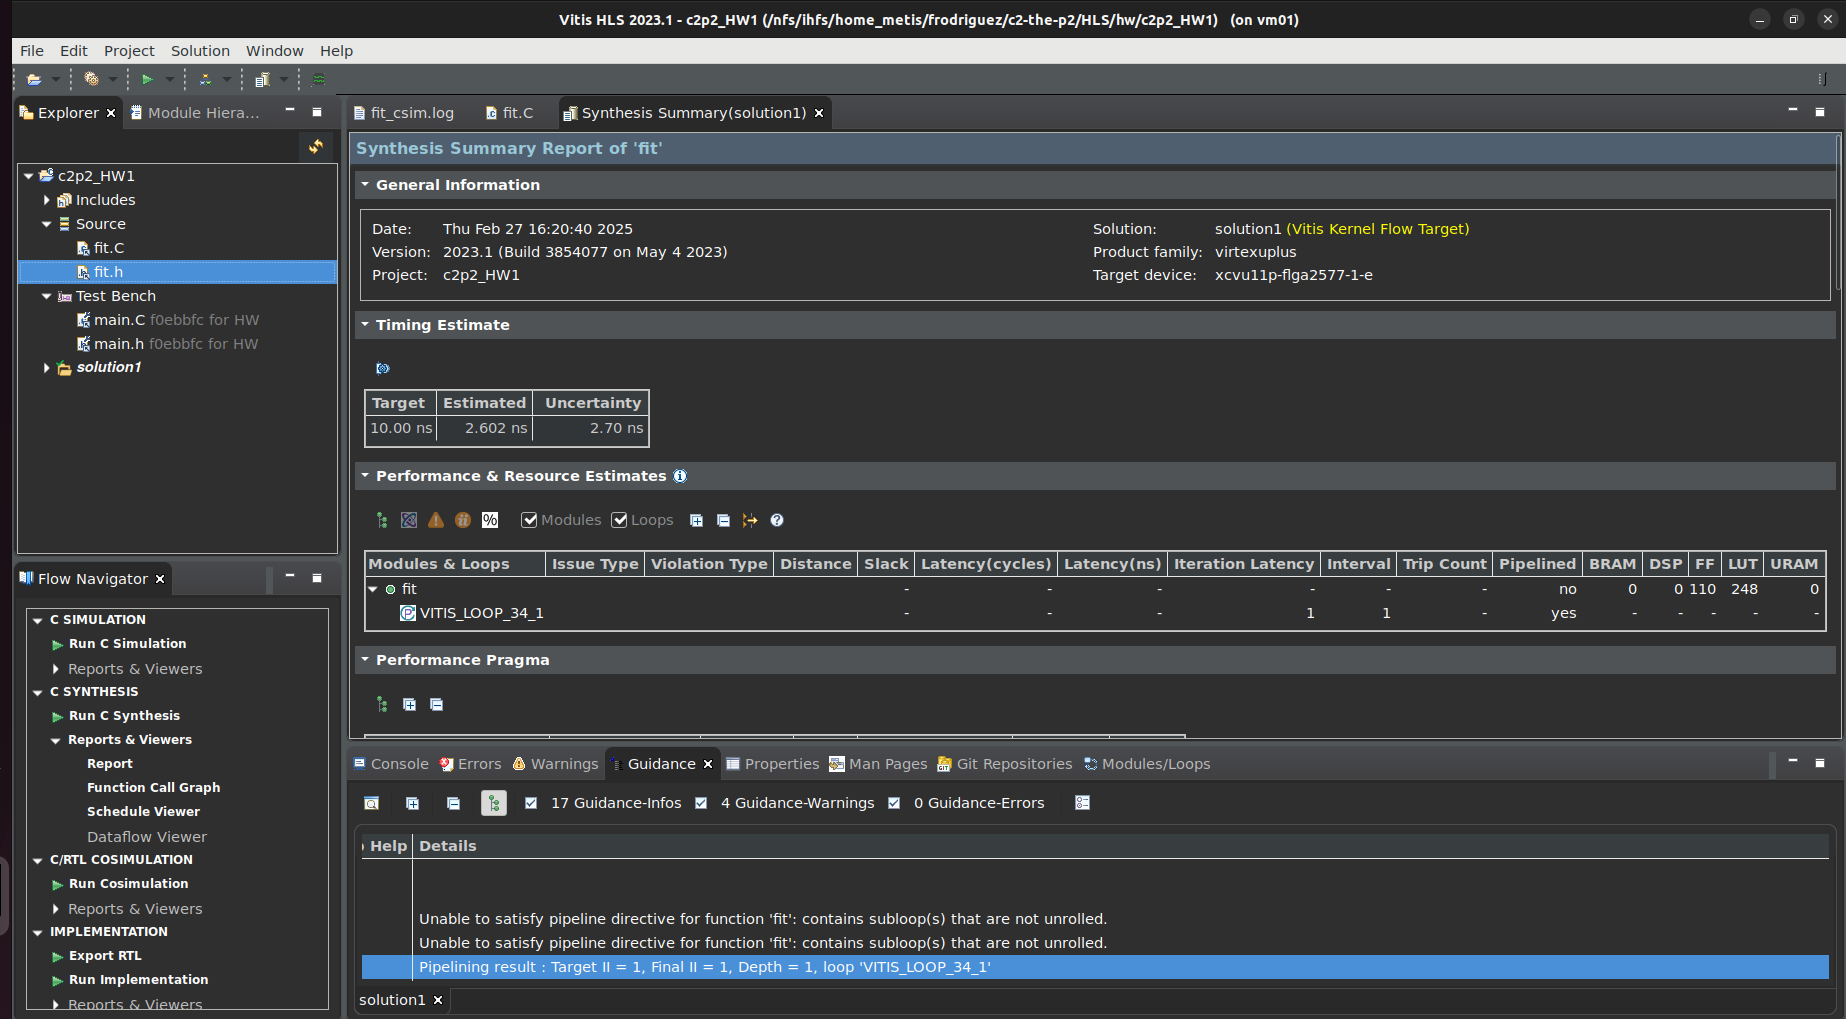 Vitis HLS 2023.1 - c2p2_HW1 (/nfs/ihfs/home_metis/frodriguez/c2-the-p2/HLS/hw/c2p2_HW1) (on vm01)
File Edit Project Solution Window Help
Explorer Module Hiera...
c2p2_HW1
Includes
Source
fit.C
fit.h
Test Bench
main.C f0ebbfc for HW
main.h f0ebbfc for HW
solution1
Flow Navigator
C SIMULATION
Run C Simulation
Reports & Viewers
C SYNTHESIS
Run C Synthesis
Reports & Viewers
Report
Function Call Graph
Schedule Viewer
Dataflow Viewer
C/RTL COSIMULATION
Run Cosimulation
Reports & Viewers
IMPLEMENTATION
Export RTL
Run Implementation
Reports & Viewers
fit_csim.log fit.C Synthesis Summary(solution1)
Synthesis Summary Report of 'fit'
General Information
Date: Thu Feb 27 16:20:40 2025 Solution: solution1 (Vitis Kernel Flow Target)
Version: 2023.1 (Build 3854077 on May 4 2023) Product family: virtexuplus
Project: c2p2_HW1 Target device: xcvu11p-flga2577-1-e
Timing Estimate
Target Estimated Uncertainty
10.00 ns 2.602 ns 2.70 ns
Performance & Resource Estimates
% Modules Loops
Modules & Loops Issue Type Violation Type Distance Slack Latency(cycles) Latency(ns) Iteration Latency Interval Trip Count Pipelined BRAM DSP FF LUT URAM
fit - - - - - - no 0 0 110 248 0
VITIS_LOOP_34_1 - - - 1 1 - yes - - - - -
Performance Pragma
Console Errors Warnings Guidance Properties Man Pages Git Repositories Modules/Loops
17 Guidance-Infos 4 Guidance-Warnings 0 Guidance-Errors
Help Details
Unable to satisfy pipeline directive for function 'fit': contains subloop(s) that are not unrolled.
Unable to satisfy pipeline directive for function 'fit': contains subloop(s) that are not unrolled.
Pipelining result : Target II = 1, Final II = 1, Depth = 1, loop 'VITIS_LOOP_34_1'
solution1